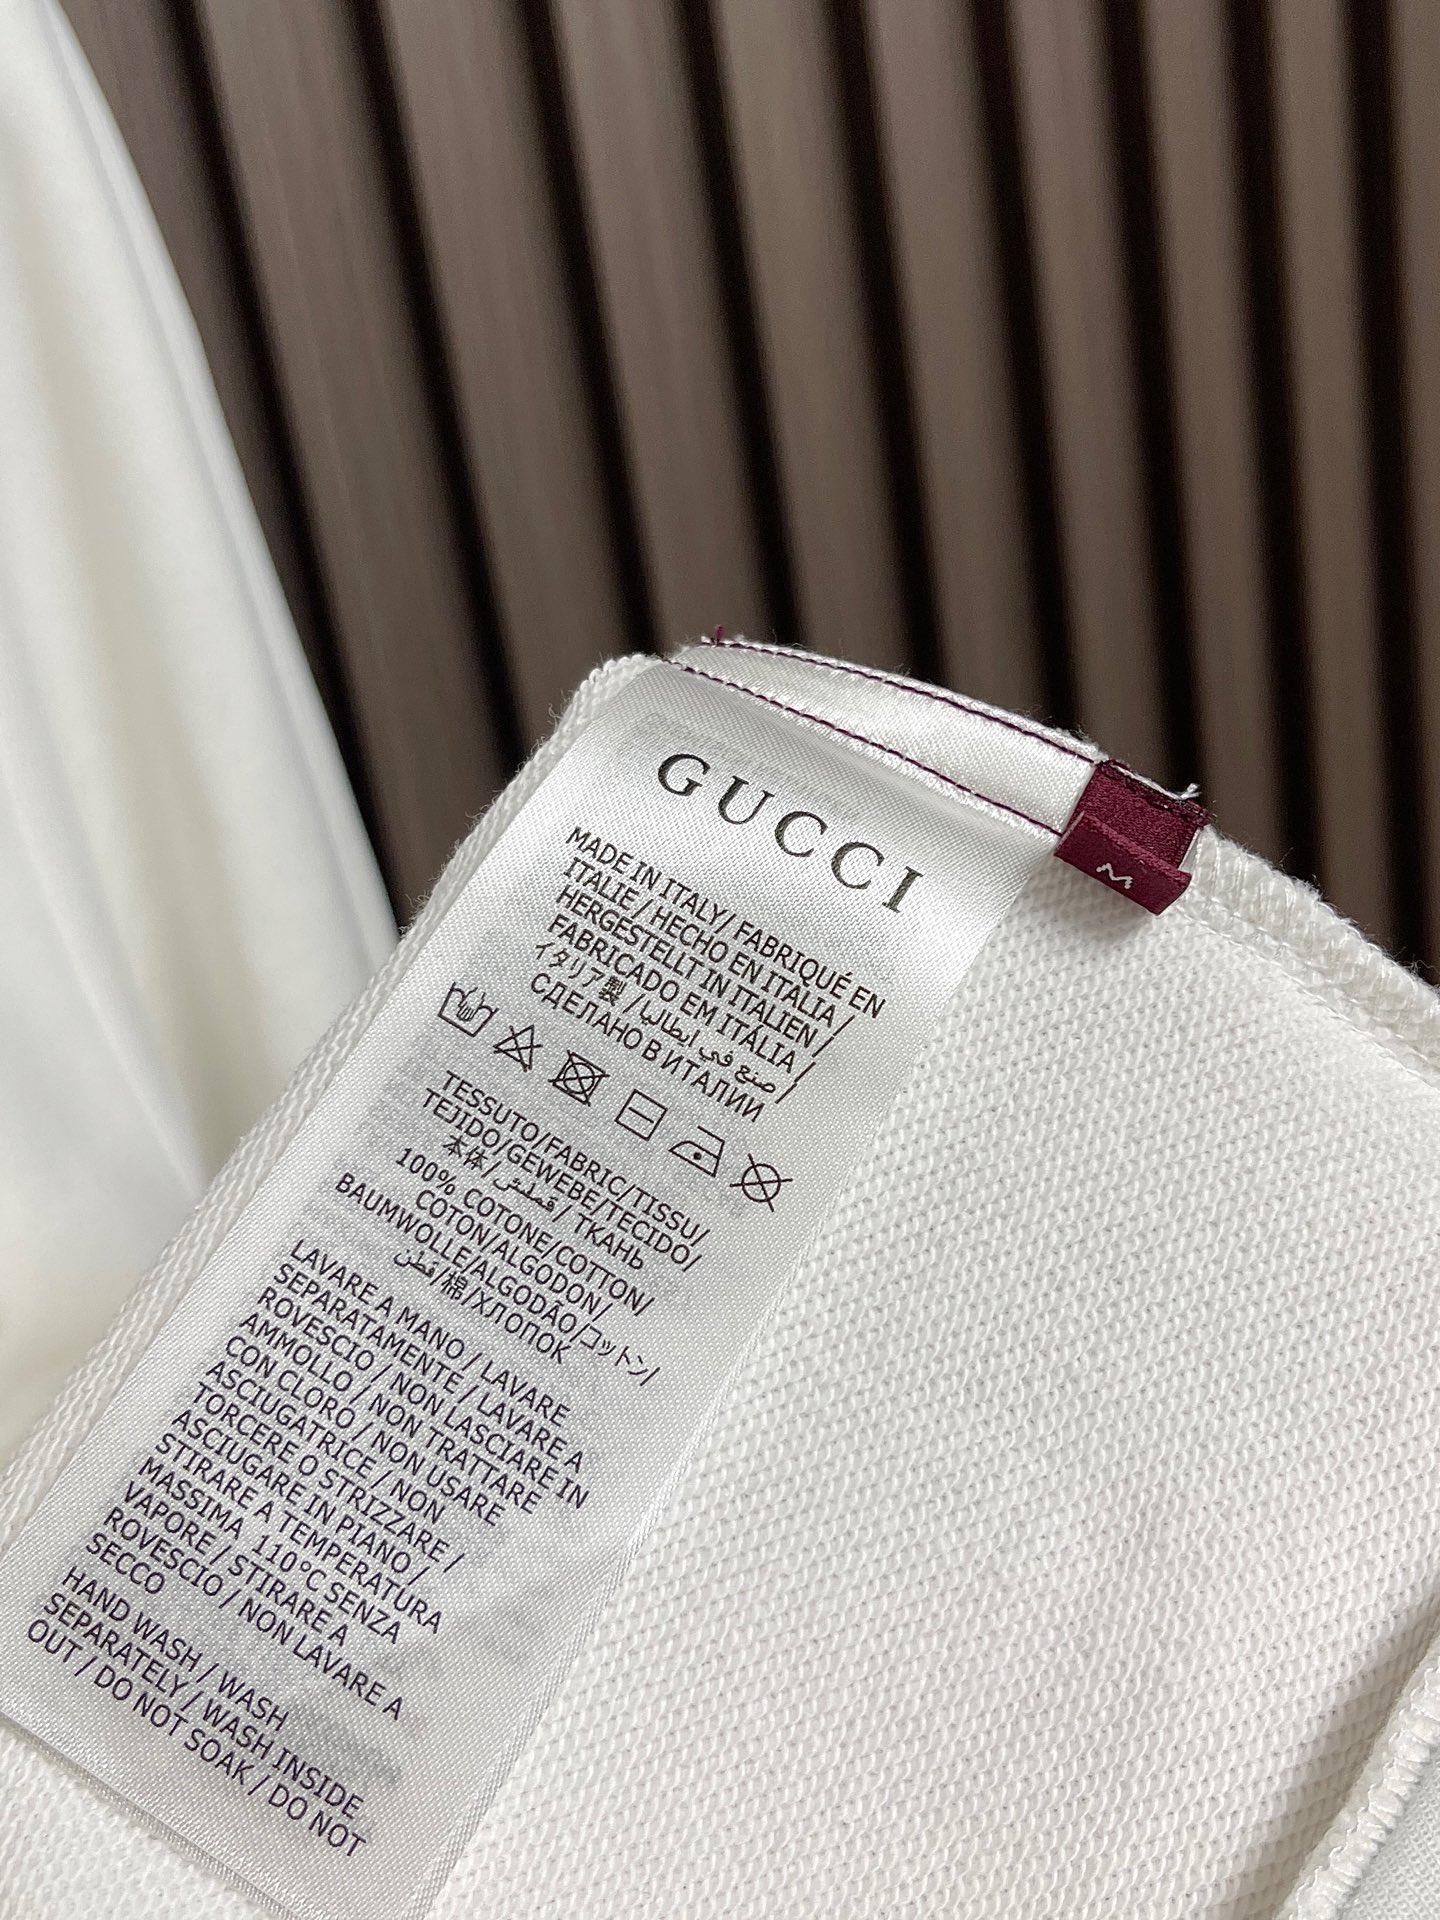 GUCCI
M
MADE IN ITALY/ FABRIQUÉ EN
ITALIE / HECHO EN ITALIA /
HERGESTELLT IN ITALIEN /
FABRICADO EM ITÁLIA /
イタリア製 / صنع في ايطاليا /
СДЕЛАНО В ИТАЛИИ
TESSUTO/FABRIC/TISSU/
TEJIDO/GEWEBE/TECIDO/
本体/ قماش / ТКАНЬ
100% COTONE/COTTON/
COTON/ALGODON/
BAUMWOLLE/ALGODÃO/コットン/
قطن/棉/ХЛОПОК
LAVARE A MANO / LAVARE
SEPARATAMENTE / LAVARE A
ROVESCIO / NON LASCIARE IN
AMMOLLO / NON TRATTARE
CON CLORO / NON USARE
ASCIUGATRICE / NON
TORCERE O STRIZZARE /
ASCIUGARE IN PIANO /
STIRARE A TEMPERATURA
MASSIMA 110°C SENZA
VAPORE / STIRARE A
ROVESCIO / NON LAVARE A
SECCO
HAND WASH / WASH
SEPARATELY / WASH INSIDE
OUT / DO NOT SOAK / DO NOT